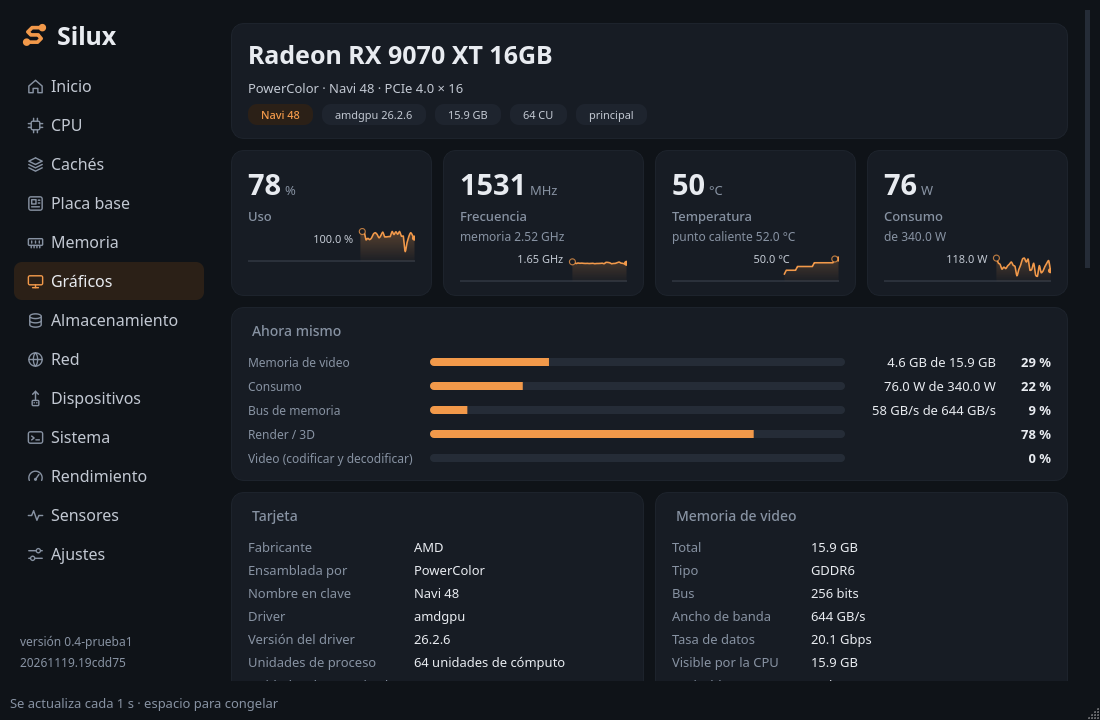 Silux
Inicio
CPU
Cachés
Placa base
Memoria
Gráficos
Almacenamiento
Red
Dispositivos
Sistema
Rendimiento
Sensores
Ajustes
versión 0.4-prueba1
20261119.19cdd75
Radeon RX 9070 XT 16GB
PowerColor · Navi 48 · PCIe 4.0 × 16
Navi 48 amdgpu 26.2.6 15.9 GB 64 CU principal
78 %
Uso
100.0 %
1531 MHz
Frecuencia
memoria 2.52 GHz
1.65 GHz
50 °C
Temperatura
punto caliente 52.0 °C
50.0 °C
76 W
Consumo
de 340.0 W
118.0 W
Ahora mismo
Memoria de video 4.6 GB de 15.9 GB 29 %
Consumo 76.0 W de 340.0 W 22 %
Bus de memoria 58 GB/s de 644 GB/s 9 %
Render / 3D 78 %
Video (codificar y decodificar) 0 %
Tarjeta
Fabricante AMD
Ensamblada por PowerColor
Nombre en clave Navi 48
Driver amdgpu
Versión del driver 26.2.6
Unidades de proceso 64 unidades de cómputo
Memoria de video
Total 15.9 GB
Tipo GDDR6
Bus 256 bits
Ancho de banda 644 GB/s
Tasa de datos 20.1 Gbps
Visible por la CPU 15.9 GB
Se actualiza cada 1 s · espacio para congelar